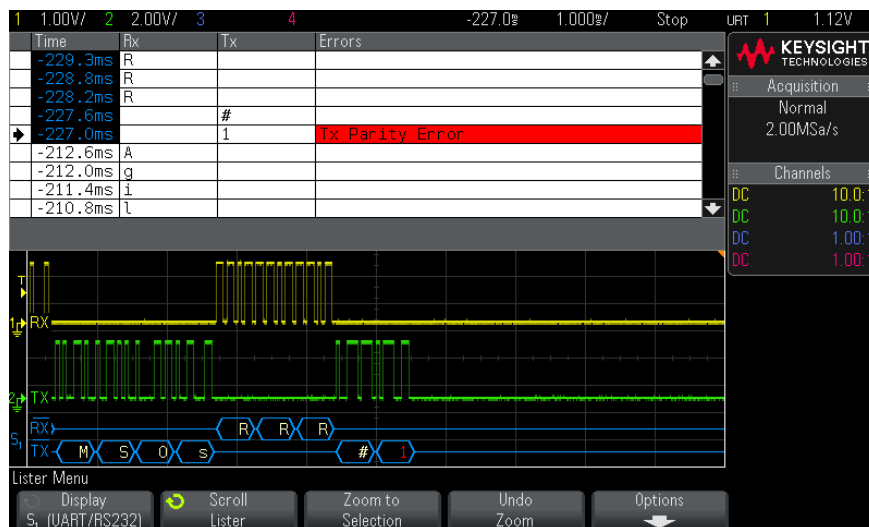 1 1.00V/ 2 2.00V/ 3 4 -227.0ms 1.000s/ Stop URT 1 1.12V
Time Rx Tx Errors
-229.3ms R
-228.8ms R
-228.2ms R
-227.6ms #
-227.0ms 1 Tx Parity Error
-212.6ms A
-212.0ms g
-211.4ms i
-210.8ms l
KEYSIGHT
TECHNOLOGIES
Acquisition
Normal
2.00MSa/s
Channels
DC 10.0:1
DC 10.0:1
DC 1.00:1
DC 1.00:1
T
1 RX
2 TX
S1 RX R R R
TX M S O s # 1
Lister Menu
Display
S1 (UART/RS232)
Scroll
Lister
Zoom to
Selection
Undo
Zoom
Options